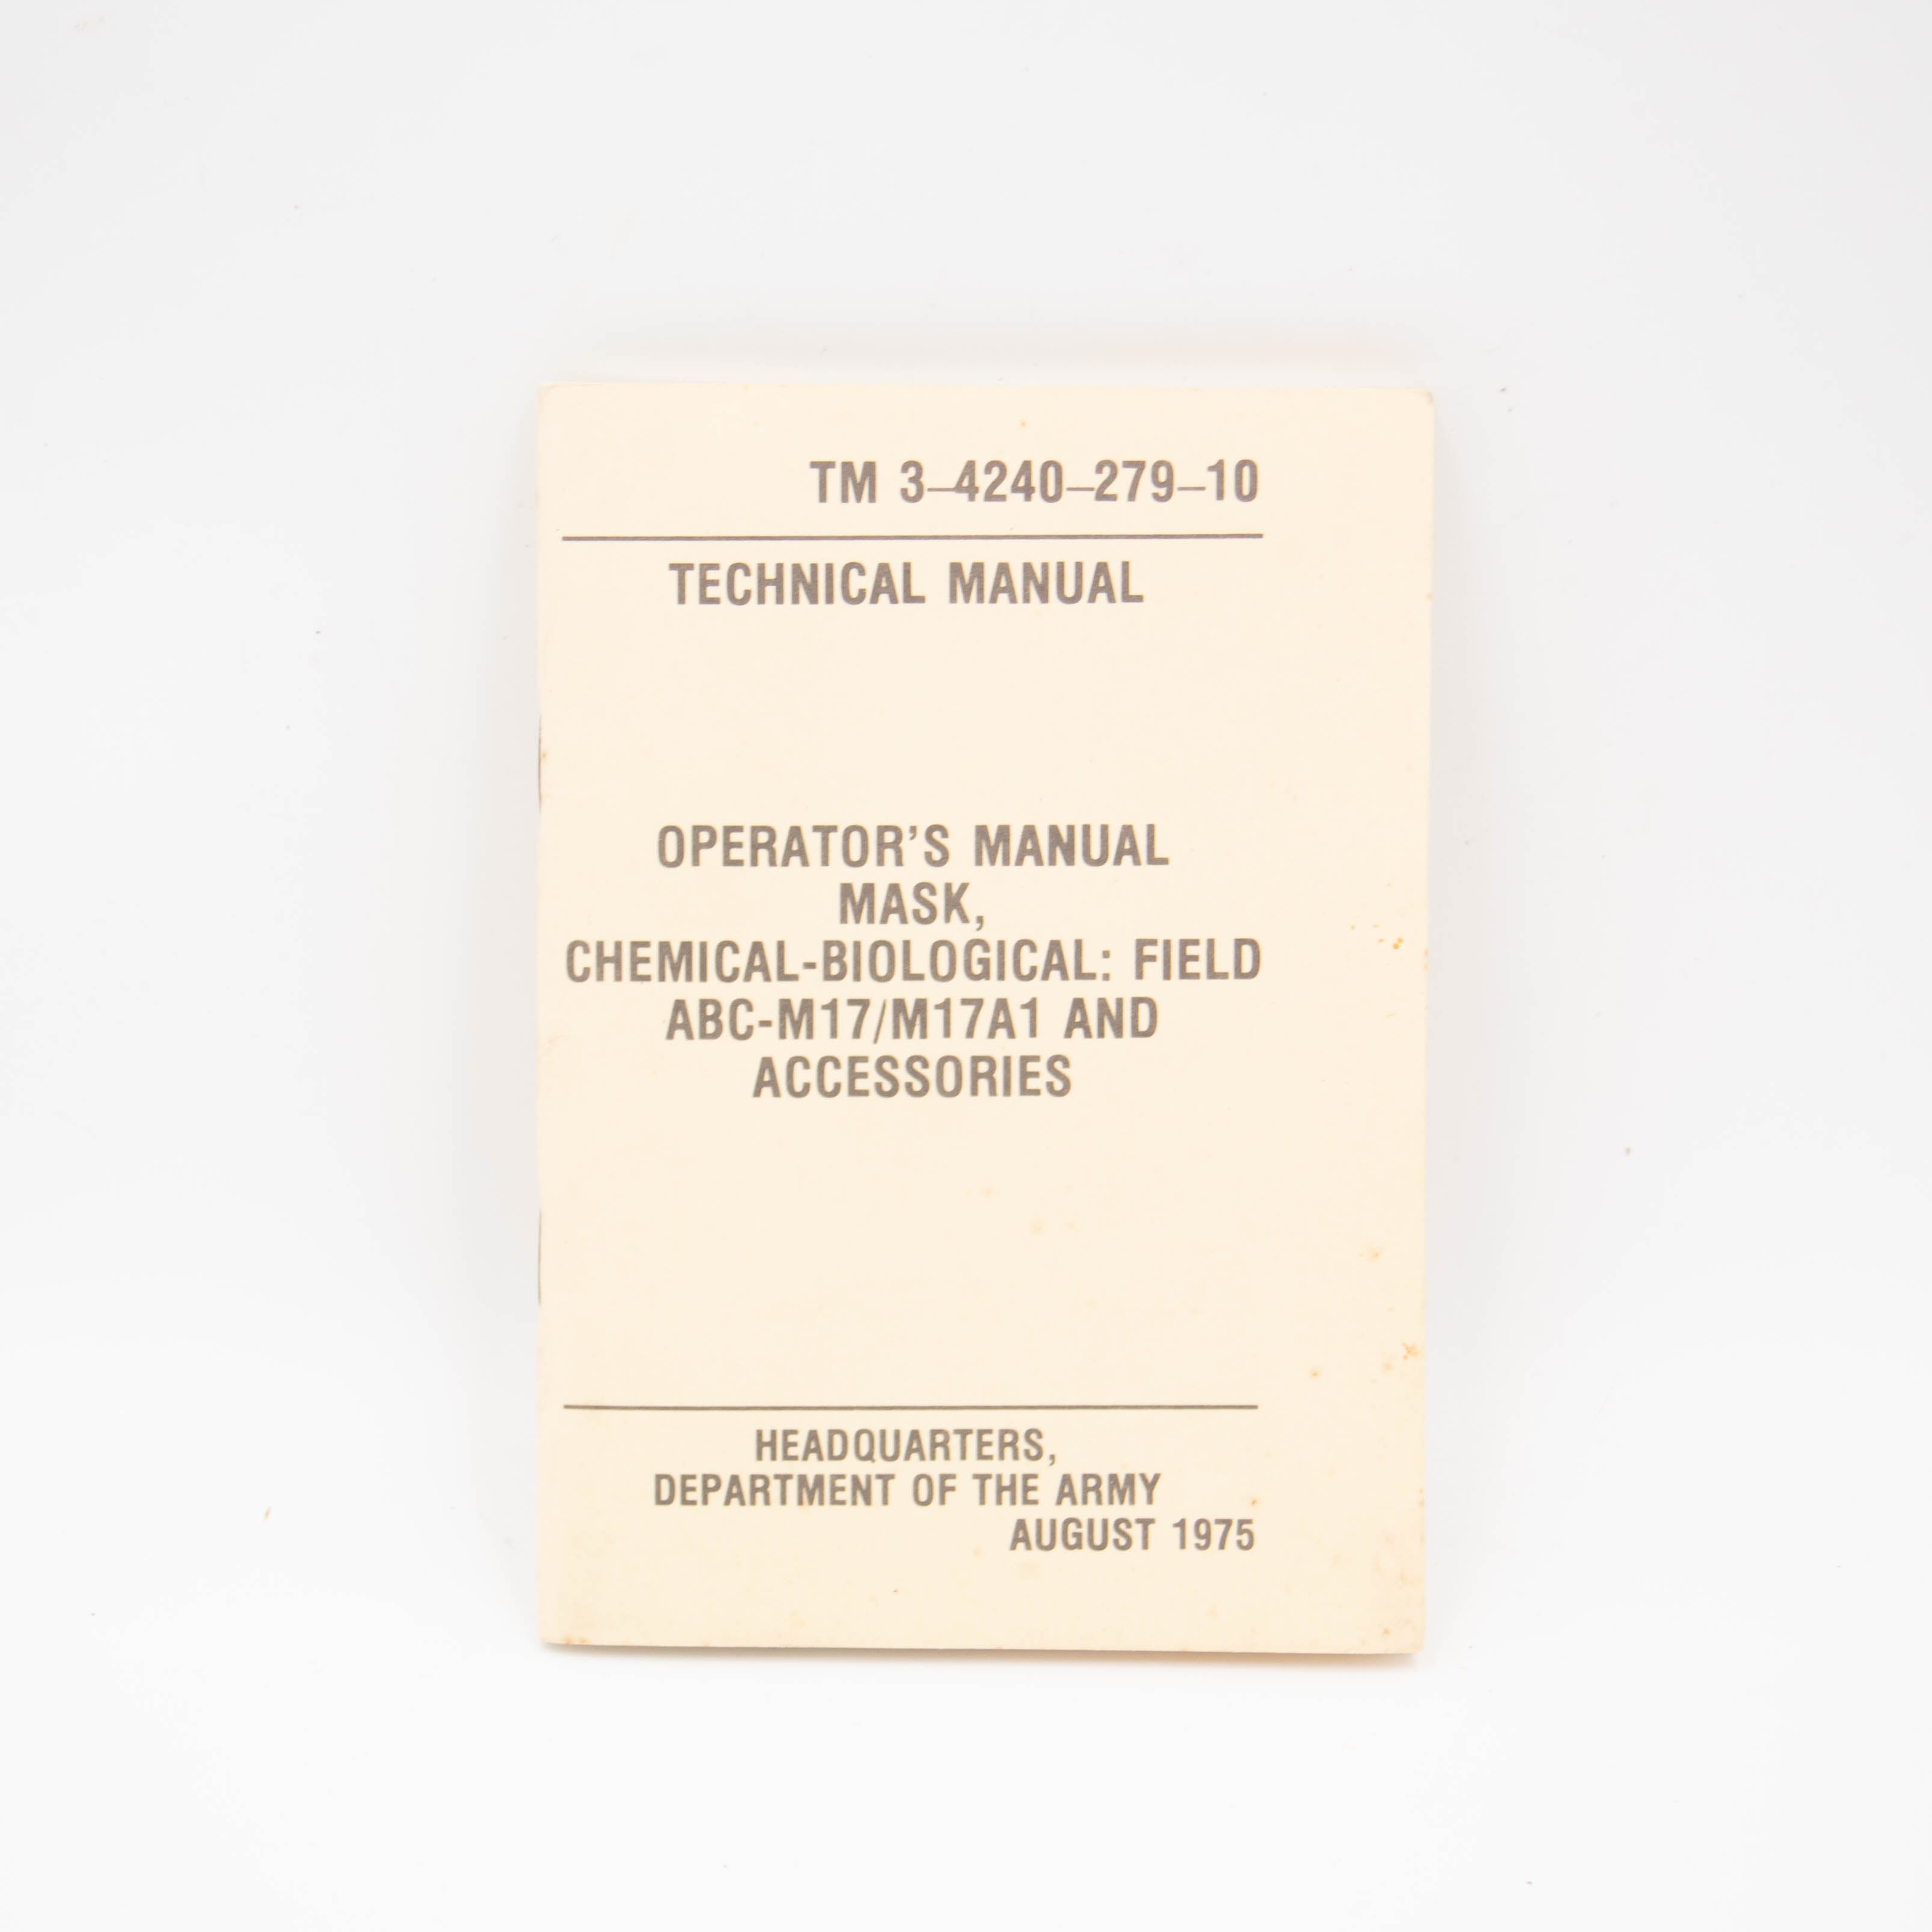 TM 3–4240–279–10
TECHNICAL MANUAL
OPERATOR'S MANUAL
MASK,
CHEMICAL-BIOLOGICAL: FIELD
ABC-M17/M17A1 AND
ACCESSORIES
HEADQUARTERS,
DEPARTMENT OF THE ARMY
AUGUST 1975